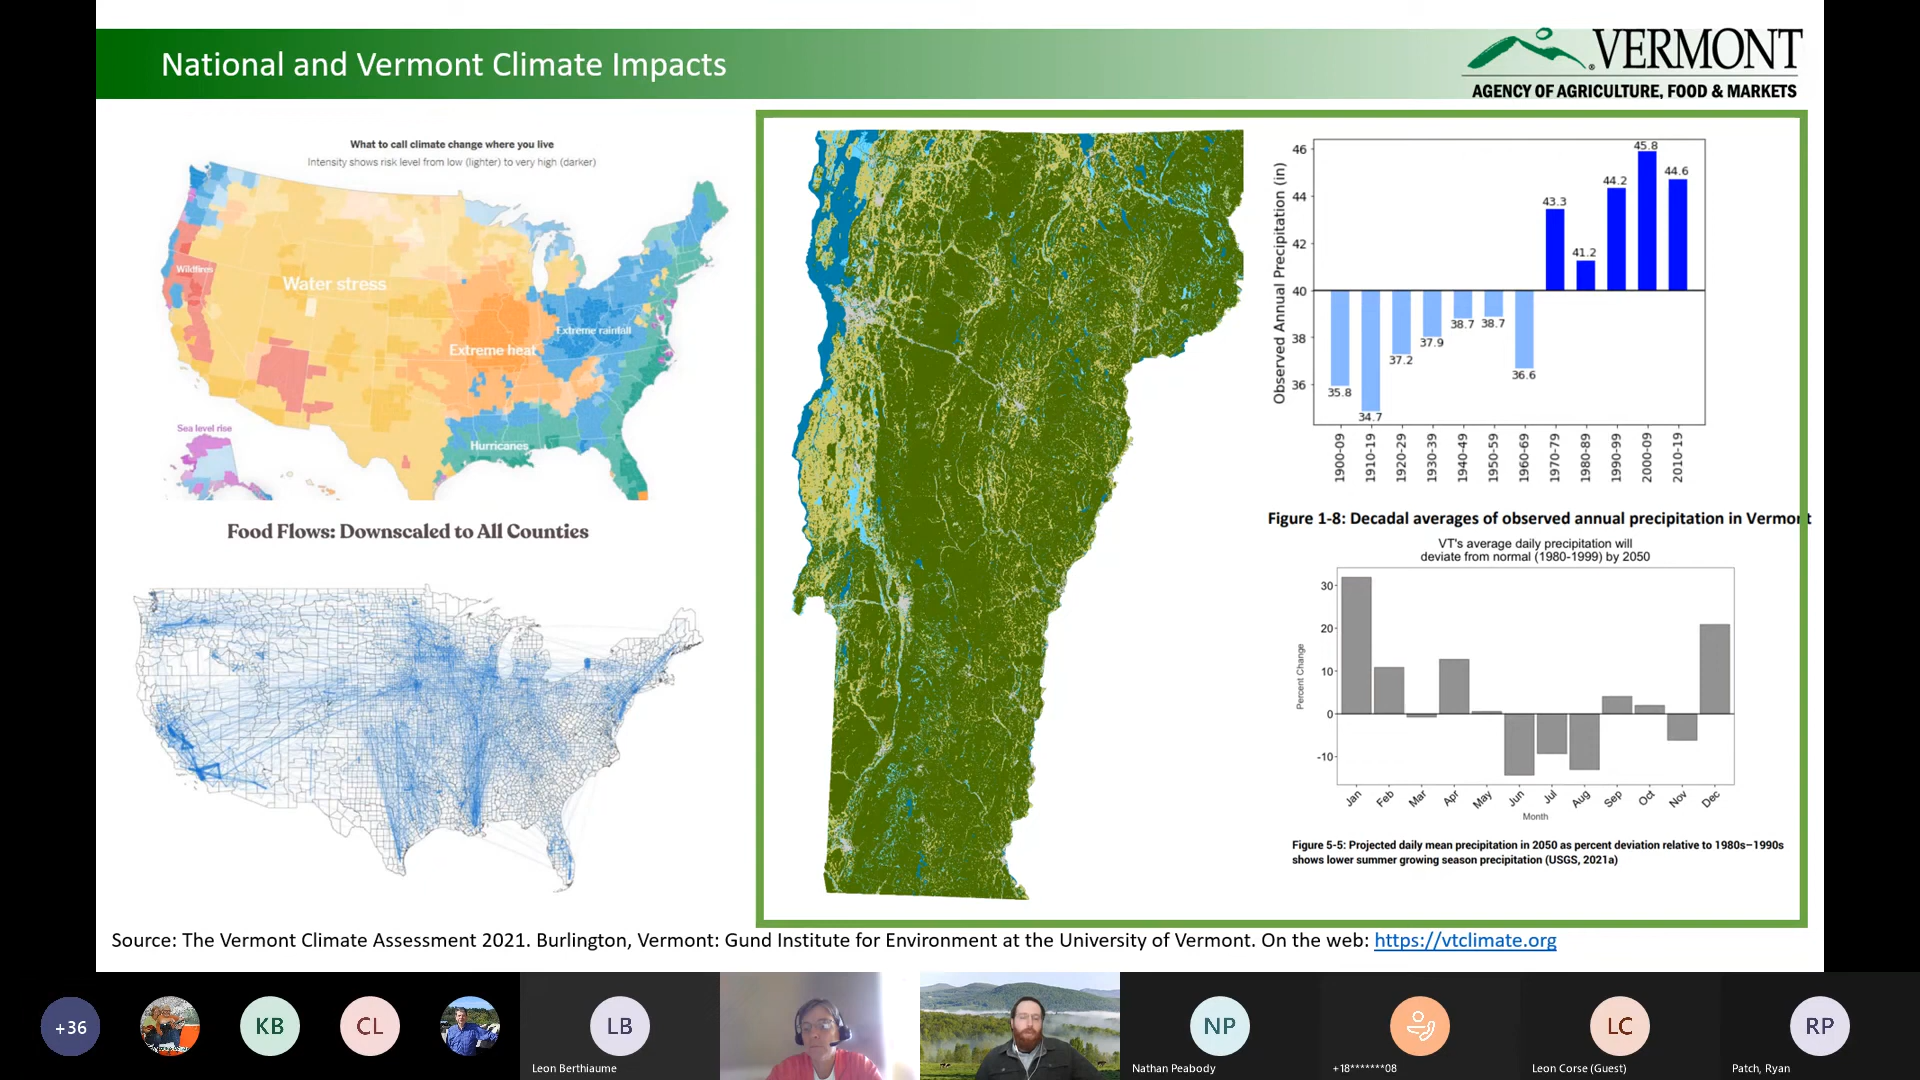 National and Vermont Climate Impacts
VERMONT
AGENCY OF AGRICULTURE, FOOD & MARKETS
What to call climate change where you live
Intensity shows risk level from low (lighter) to very high (darker)
Wildfires
Water stress
Extreme rainfall
Extreme heat
Sea level rise
Hurricanes
Food Flows: Downscaled to All Counties
Observed Annual Precipitation (in)
46
44
42
40
38
36
35.8
34.7
37.2
37.9
38.7
38.7
36.6
43.3
41.2
44.2
45.8
44.6
1900-09
1910-19
1920-29
1930-39
1940-49
1950-59
1960-69
1970-79
1980-89
1990-99
2000-09
2010-19
Figure 1-8: Decadal averages of observed annual precipitation in Vermont
VT's average daily precipitation will
deviate from normal (1980-1999) by 2050
Percent Change
30
20
10
0
-10
Jan
Feb
Mar
Apr
May
Jun
Jul
Aug
Sep
Oct
Nov
Dec
Month
Figure 5-5: Projected daily mean precipitation in 2050 as percent deviation relative to 1980s–1990s
shows lower summer growing season precipitation (USGS, 2021a)
Source: The Vermont Climate Assessment 2021. Burlington, Vermont: Gund Institute for Environment at the University of Vermont. On the web: https://vtclimate.org
+36
KB
CL
LB
Leon Berthiaume
NP
Nathan Peabody
+18*******08
LC
Leon Corse (Guest)
RP
Patch, Ryan